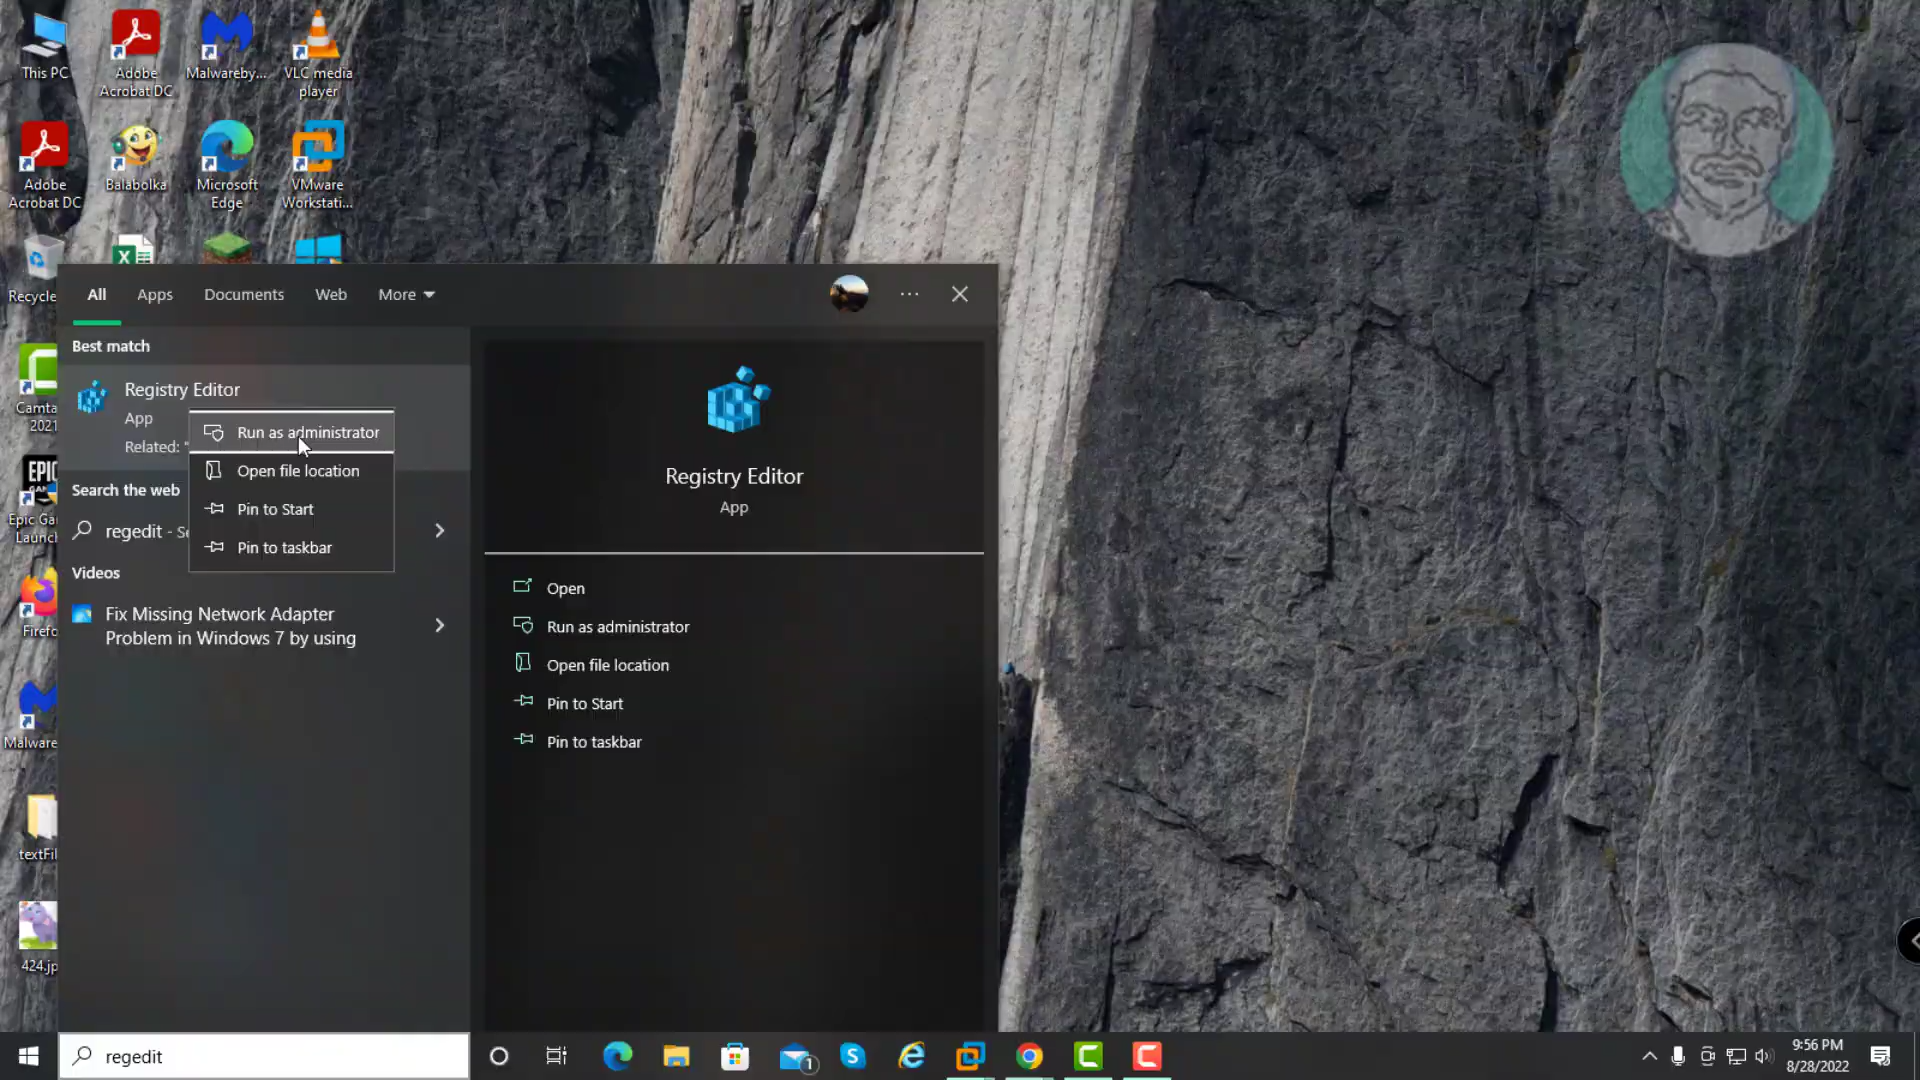 This PC
Adobe
Acrobat DC
Malwareby...
VLC media
player
Adobe
Acrobat DC
Balabolka
Microsoft
Edge
VMware
Workstati...
Recycle
All
Apps
Documents
Web
More
Best match
Registry Editor
App
Related: "
Run as administrator
Open file location
Pin to Start
Pin to taskbar
Search the web
regedit - Se
Videos
Fix Missing Network Adapter
Problem in Windows 7 by using
Registry Editor
App
Open
Run as administrator
Open file location
Pin to Start
Pin to taskbar
Camta
2021
EPIC
Epic Ga
Launch
Firefo
Malware
textFil
424.jp
regedit
1
9:56 PM
8/28/2022